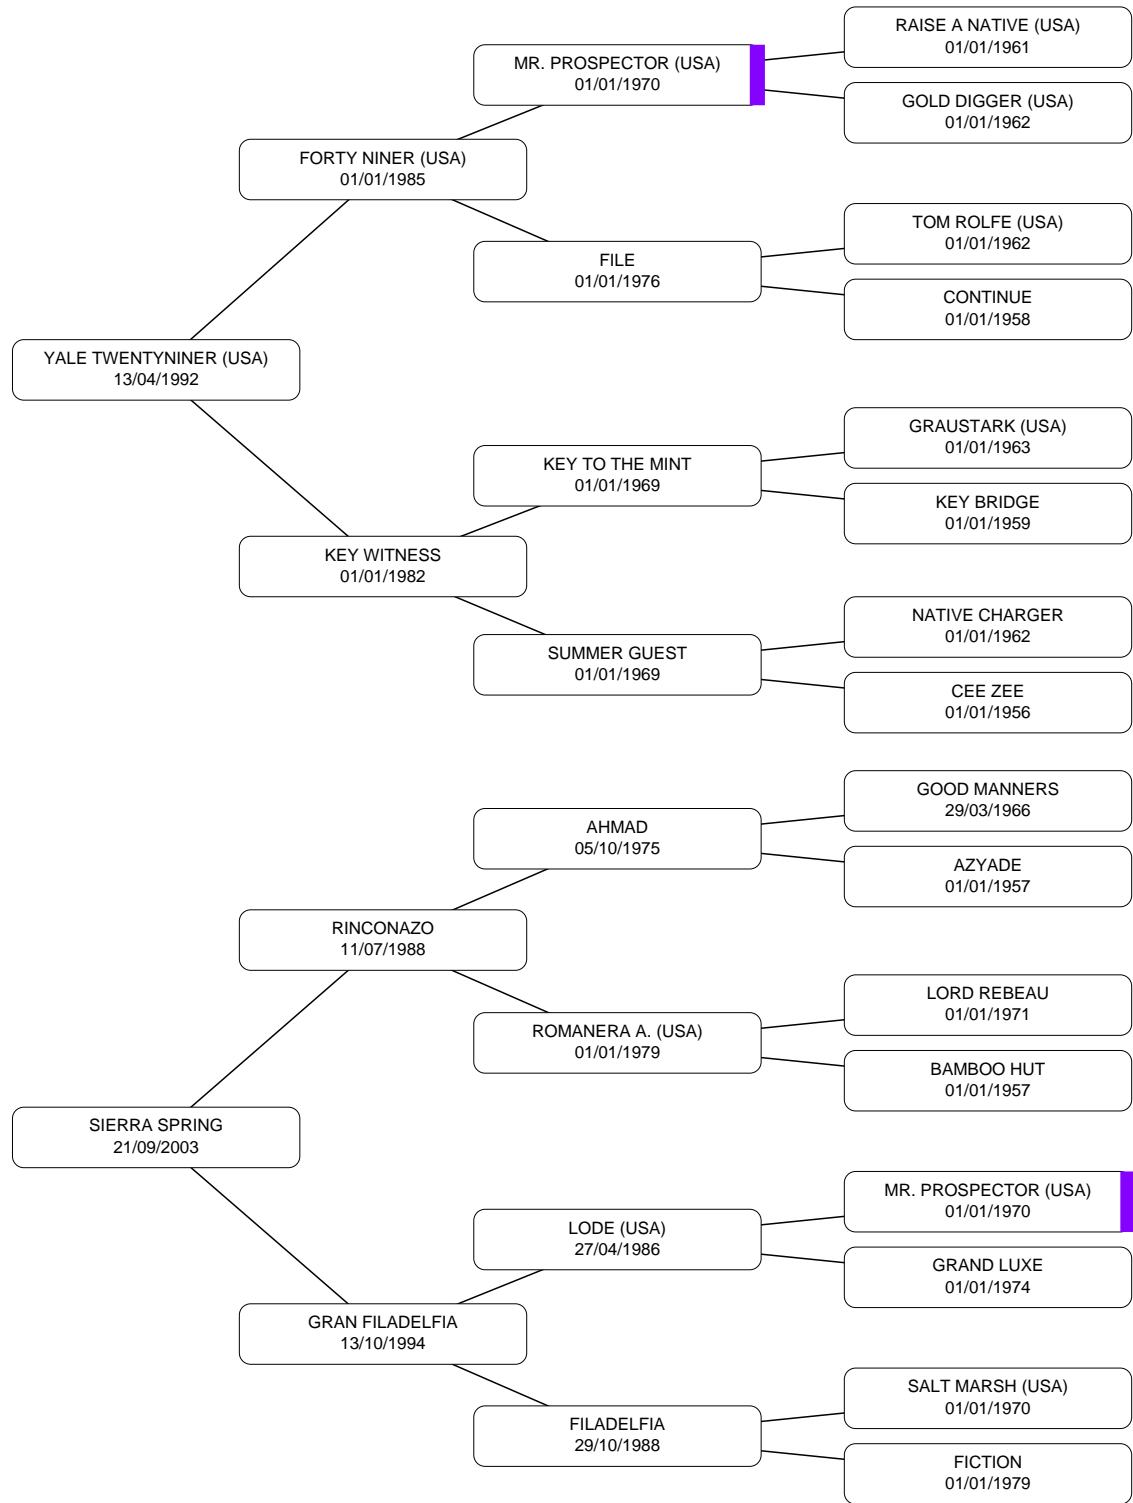 RAISE A NATIVE (USA)
01/01/1961
MR. PROSPECTOR (USA)
01/01/1970
GOLD DIGGER (USA)
01/01/1962
FORTY NINER (USA)
01/01/1985
TOM ROLFE (USA)
01/01/1962
FILE
01/01/1976
CONTINUE
01/01/1958
YALE TWENTYNINER (USA)
13/04/1992
GRAUSTARK (USA)
01/01/1963
KEY TO THE MINT
01/01/1969
KEY BRIDGE
01/01/1959
KEY WITNESS
01/01/1982
NATIVE CHARGER
01/01/1962
SUMMER GUEST
01/01/1969
CEE ZEE
01/01/1956
GOOD MANNERS
29/03/1966
AHMAD
05/10/1975
AZYADE
01/01/1957
RINCONAZO
11/07/1988
LORD REBEAU
01/01/1971
ROMANERA A. (USA)
01/01/1979
BAMBOO HUT
01/01/1957
SIERRA SPRING
21/09/2003
MR. PROSPECTOR (USA)
01/01/1970
LODE (USA)
27/04/1986
GRAND LUXE
01/01/1974
GRAN FILADELFIA
13/10/1994
SALT MARSH (USA)
01/01/1970
FILADELFIA
29/10/1988
FICTION
01/01/1979